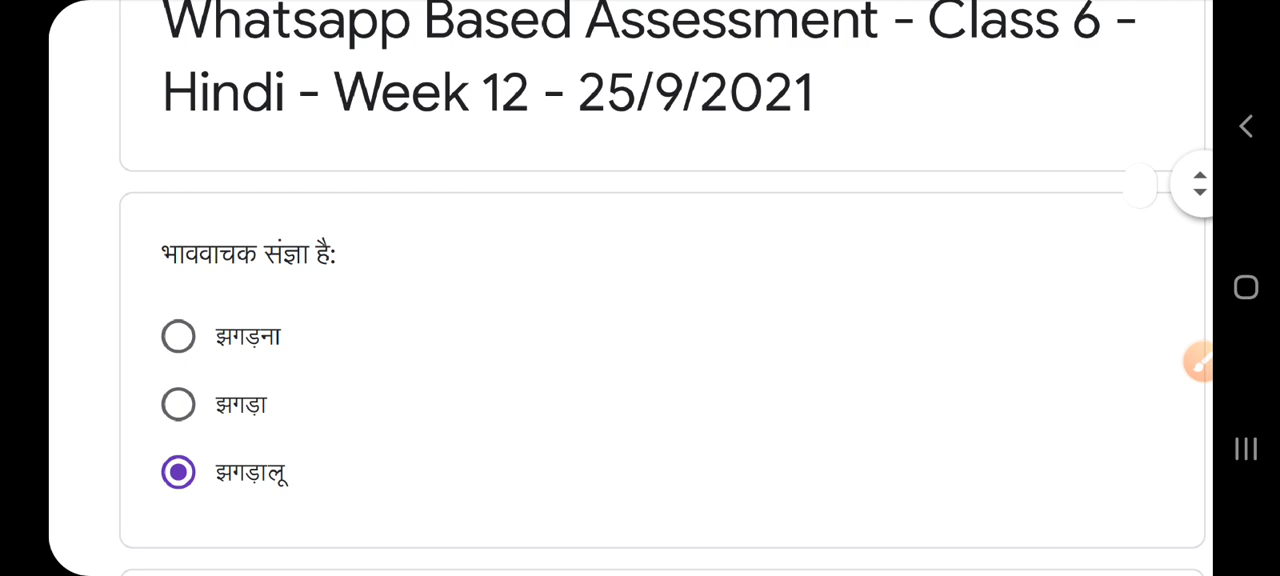 Whatsapp Based Assessment - Class 6 -
Hindi - Week 12 - 25/9/2021
भाववाचक संज्ञा है:
झगड़ना
झगड़ा
झगड़ालू